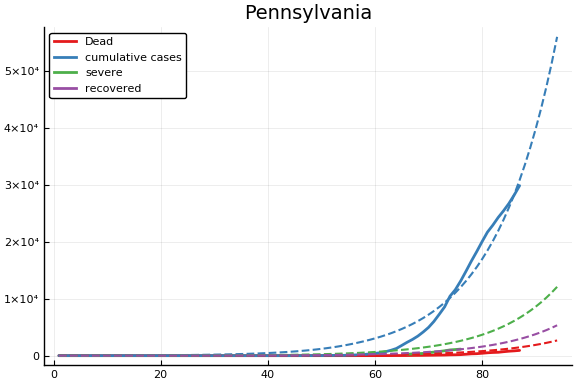 Pennsylvania
Dead
cumulative cases
severe
recovered
5×10⁴
4×10⁴
3×10⁴
2×10⁴
1×10⁴
0
0 20 40 60 80